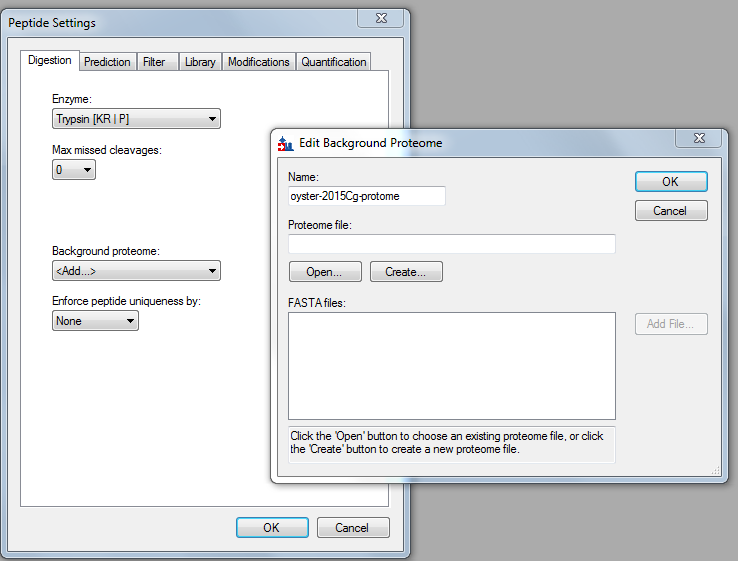 Peptide Settings
Digestion
Prediction
Filter
Library
Modifications
Quantification
Enzyme:
Trypsin [KR | P]
Max missed cleavages:
0
Background proteome:
<Add...>
Enforce peptide uniqueness by:
None
OK
Cancel
Edit Background Proteome
Name:
oyster-2015Cg-protome
OK
Cancel
Proteome file:
Open...
Create...
FASTA files:
Add File...
Click the 'Open' button to choose an existing proteome file, or click
the 'Create' button to create a new proteome file.